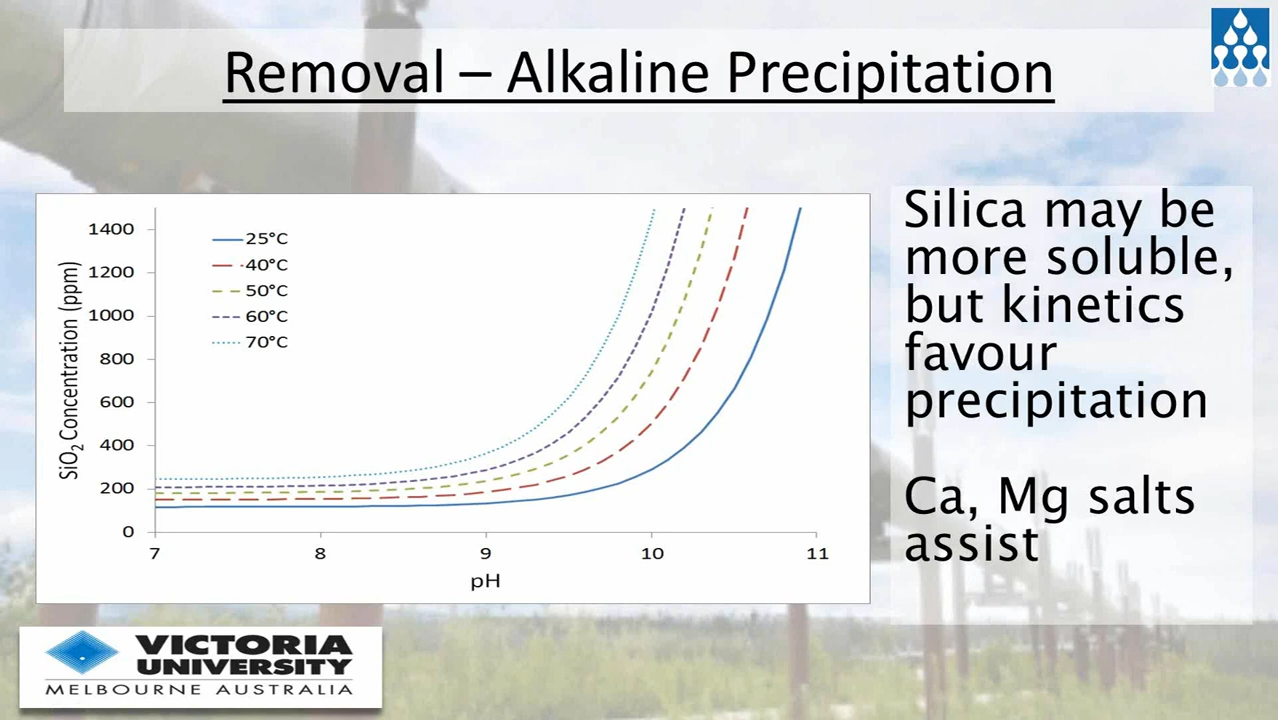 Removal – Alkaline Precipitation
SiO2 Concentration (ppm)
1400
1200
1000
800
600
400
200
0
25°C
40°C
50°C
60°C
70°C
7
8
9
10
11
pH
Silica may be
more soluble,
but kinetics
favour
precipitation
Ca, Mg salts
assist
VICTORIA
UNIVERSITY
MELBOURNE AUSTRALIA